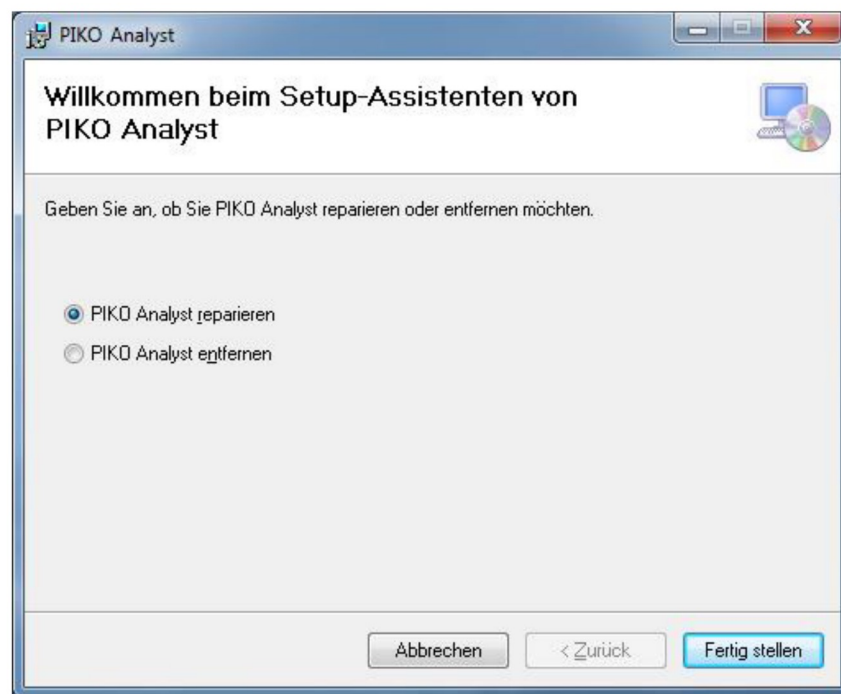 PIKO Analyst
Willkommen beim Setup-Assistenten von
PIKO Analyst
Geben Sie an, ob Sie PIKO Analyst reparieren oder entfernen möchten.
PIKO Analyst reparieren
PIKO Analyst entfernen
Abbrechen
< Zurück
Fertig stellen